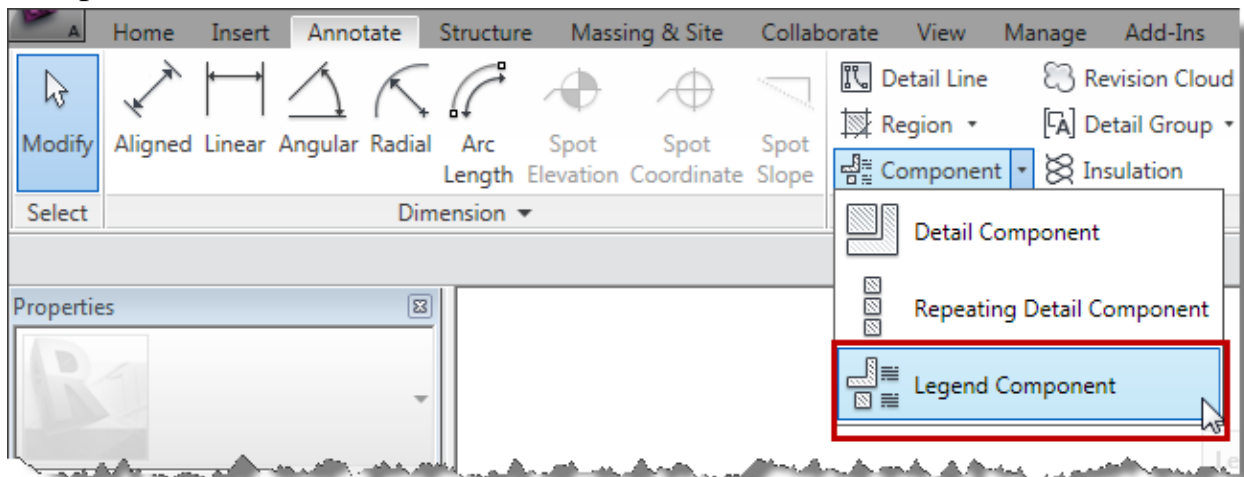 A Home Insert Annotate Structure Massing & Site Collaborate View Manage Add-Ins
Modify
Aligned Linear Angular Radial Arc Length Spot Elevation Spot Coordinate Spot Slope
Detail Line Revision Cloud
Region Detail Group
Component Insulation
Select Dimension
Detail Component
Repeating Detail Component
Legend Component
Properties
R1
Le